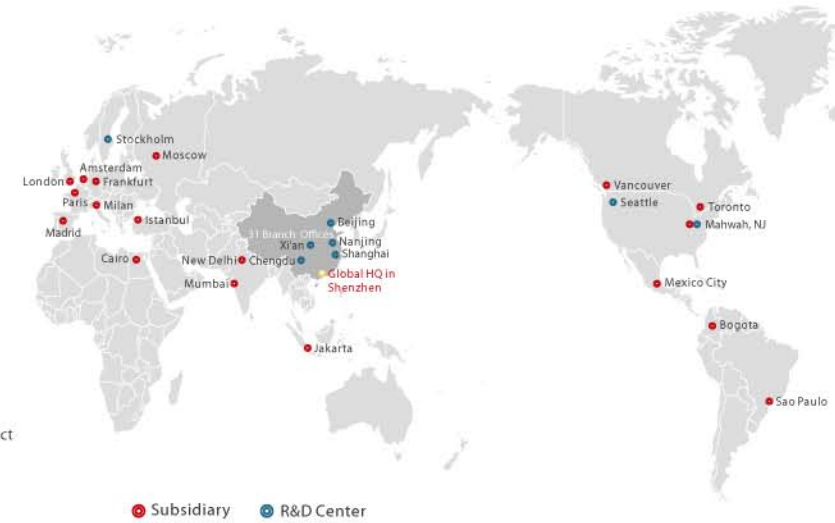 Stockholm
Moscow
Amsterdam
London
Frankfurt
Paris
Milan
Madrid
Istanbul
Cairo
New Delhi
Mumbai
31 Branch Offices
Beijing
Xi'an
Nanjing
Chengdu
Shanghai
Global HQ in
Shenzhen
Jakarta
Vancouver
Seattle
Toronto
Mahwah, NJ
Mexico City
Bogota
Sao Paulo
ct
Subsidiary
R&D Center